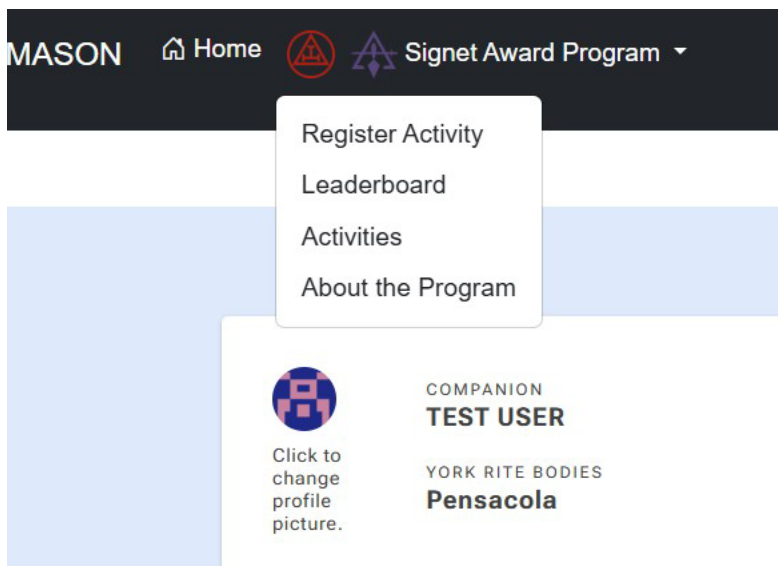 MASON Home Signet Award Program
Register Activity
Leaderboard
Activities
About the Program
Click to
change
profile
picture.
COMPANION
TEST USER
YORK RITE BODIES
Pensacola